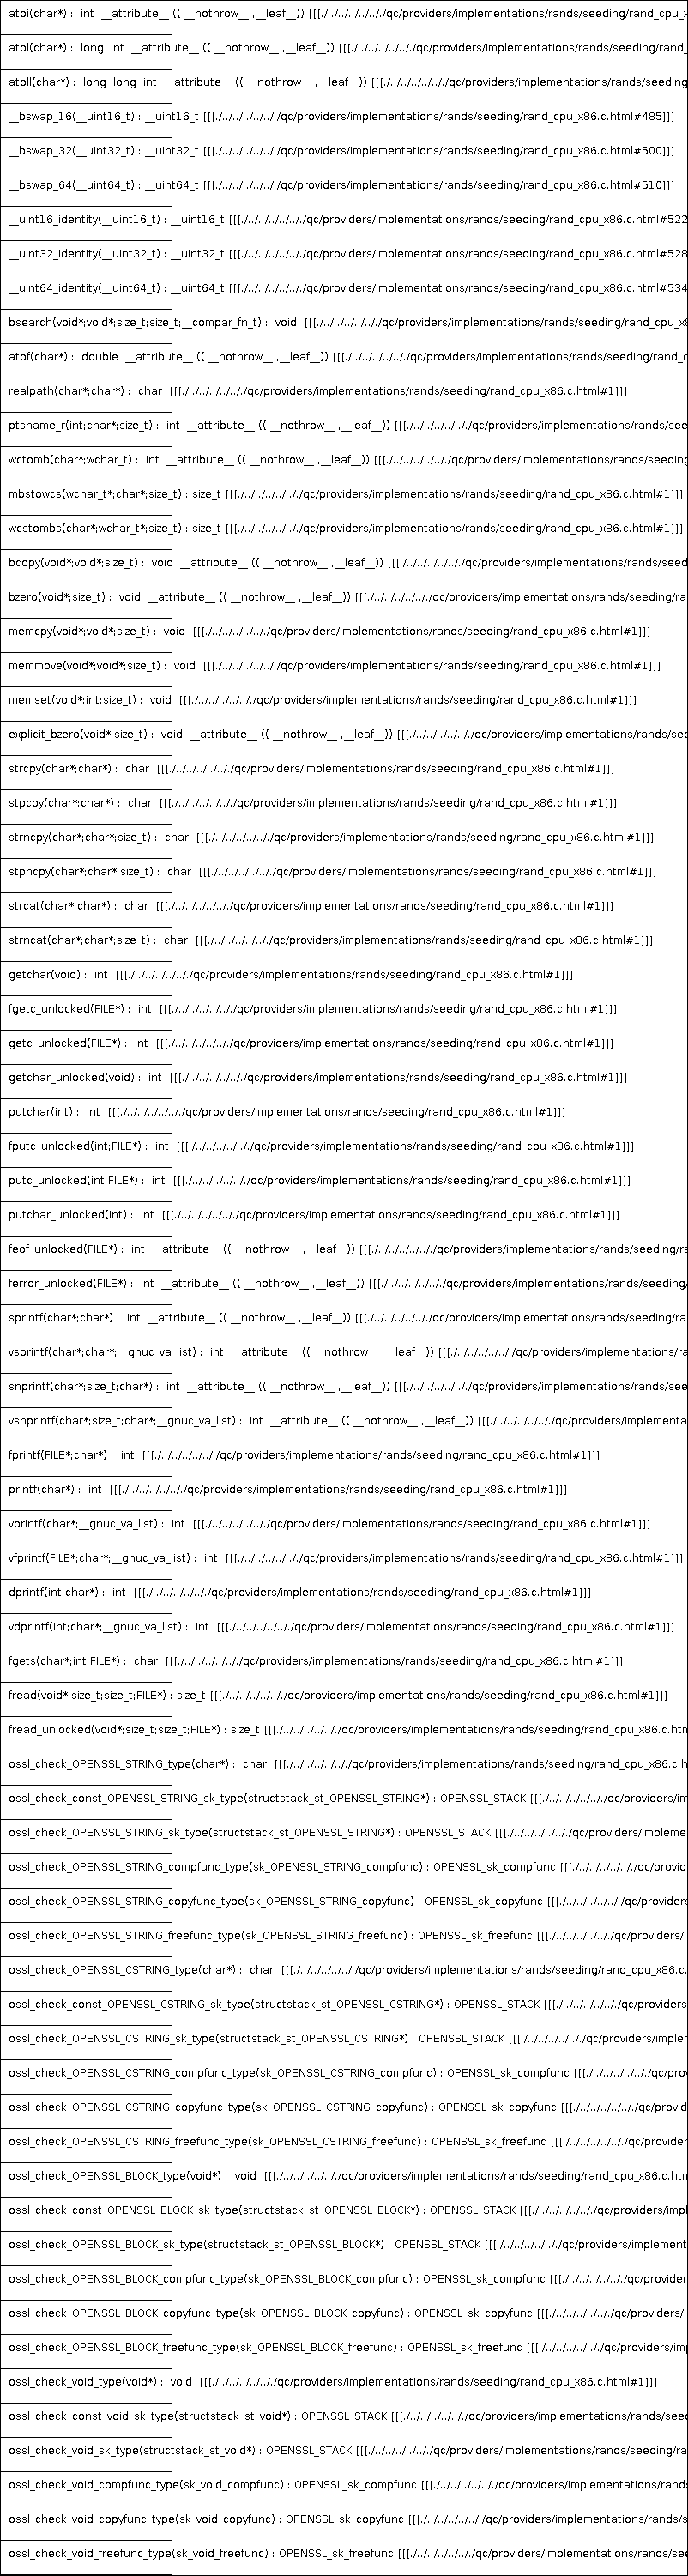 atoi(char*) :  int  __attribute__ (( __nothrow__ ,__leaf__)) [[[./../../../../../qc/providers/implementations/rands/seeding/rand_cpu_x
atol(char*) :  long  int  __attribute__ (( __nothrow__ ,__leaf__)) [[[./../../../../../qc/providers/implementations/rands/seeding/rand_
atoll(char*) :  long  long  int  __attribute__ (( __nothrow__ ,__leaf__)) [[[./../../../../../qc/providers/implementations/rands/seeding
__bswap_16(__uint16_t) : __uint16_t [[[./../../../../../qc/providers/implementations/rands/seeding/rand_cpu_x86.c.html#485]]]
__bswap_32(__uint32_t) : __uint32_t [[[./../../../../../qc/providers/implementations/rands/seeding/rand_cpu_x86.c.html#500]]]
__bswap_64(__uint64_t) : __uint64_t [[[./../../../../../qc/providers/implementations/rands/seeding/rand_cpu_x86.c.html#510]]]
__uint16_identity(__uint16_t) : __uint16_t [[[./../../../../../qc/providers/implementations/rands/seeding/rand_cpu_x86.c.html#522
__uint32_identity(__uint32_t) : __uint32_t [[[./../../../../../qc/providers/implementations/rands/seeding/rand_cpu_x86.c.html#528
__uint64_identity(__uint64_t) : __uint64_t [[[./../../../../../qc/providers/implementations/rands/seeding/rand_cpu_x86.c.html#534
bsearch(void*;void*;size_t;size_t;__compar_fn_t) :  void  [[[./../../../../../qc/providers/implementations/rands/seeding/rand_cpu_x8
atof(char*) :  double  __attribute__ (( __nothrow__ ,__leaf__)) [[[./../../../../../qc/providers/implementations/rands/seeding/rand_c
realpath(char*;char*) :  char  [[[./../../../../../qc/providers/implementations/rands/seeding/rand_cpu_x86.c.html#1]]]
ptsname_r(int;char*;size_t) :  int  __attribute__ (( __nothrow__ ,__leaf__)) [[[./../../../../../qc/providers/implementations/rands/see
wctomb(char*;wchar_t) :  int  __attribute__ (( __nothrow__ ,__leaf__)) [[[./../../../../../qc/providers/implementations/rands/seeding
mbstowcs(wchar_t*;char*;size_t) : size_t [[[./../../../../../qc/providers/implementations/rands/seeding/rand_cpu_x86.c.html#1]]]
wcstombs(char*;wchar_t*;size_t) : size_t [[[./../../../../../qc/providers/implementations/rands/seeding/rand_cpu_x86.c.html#1]]]
bcopy(void*;void*;size_t) :  void  __attribute__ (( __nothrow__ ,__leaf__)) [[[./../../../../../qc/providers/implementations/rands/seed
bzero(void*;size_t) :  void  __attribute__ (( __nothrow__ ,__leaf__)) [[[./../../../../../qc/providers/implementations/rands/seeding/ra
memcpy(void*;void*;size_t) :  void  [[[./../../../../../qc/providers/implementations/rands/seeding/rand_cpu_x86.c.html#1]]]
memmove(void*;void*;size_t) :  void  [[[./../../../../../qc/providers/implementations/rands/seeding/rand_cpu_x86.c.html#1]]]
memset(void*;int;size_t) :  void  [[[./../../../../../qc/providers/implementations/rands/seeding/rand_cpu_x86.c.html#1]]]
explicit_bzero(void*;size_t) :  void  __attribute__ (( __nothrow__ ,__leaf__)) [[[./../../../../../qc/providers/implementations/rands/see
strcpy(char*;char*) :  char  [[[./../../../../../qc/providers/implementations/rands/seeding/rand_cpu_x86.c.html#1]]]
stpcpy(char*;char*) :  char  [[[./../../../../../qc/providers/implementations/rands/seeding/rand_cpu_x86.c.html#1]]]
strncpy(char*;char*;size_t) :  char  [[[./../../../../../qc/providers/implementations/rands/seeding/rand_cpu_x86.c.html#1]]]
stpncpy(char*;char*;size_t) :  char  [[[./../../../../../qc/providers/implementations/rands/seeding/rand_cpu_x86.c.html#1]]]
strcat(char*;char*) :  char  [[[./../../../../../qc/providers/implementations/rands/seeding/rand_cpu_x86.c.html#1]]]
strncat(char*;char*;size_t) :  char  [[[./../../../../../qc/providers/implementations/rands/seeding/rand_cpu_x86.c.html#1]]]
getchar(void) :  int  [[[./../../../../../qc/providers/implementations/rands/seeding/rand_cpu_x86.c.html#1]]]
fgetc_unlocked(FILE*) :  int  [[[./../../../../../qc/providers/implementations/rands/seeding/rand_cpu_x86.c.html#1]]]
getc_unlocked(FILE*) :  int  [[[./../../../../../qc/providers/implementations/rands/seeding/rand_cpu_x86.c.html#1]]]
getchar_unlocked(void) :  int  [[[./../../../../../qc/providers/implementations/rands/seeding/rand_cpu_x86.c.html#1]]]
putchar(int) :  int  [[[./../../../../../qc/providers/implementations/rands/seeding/rand_cpu_x86.c.html#1]]]
fputc_unlocked(int;FILE*) :  int  [[[./../../../../../qc/providers/implementations/rands/seeding/rand_cpu_x86.c.html#1]]]
putc_unlocked(int;FILE*) :  int  [[[./../../../../../qc/providers/implementations/rands/seeding/rand_cpu_x86.c.html#1]]]
putchar_unlocked(int) :  int  [[[./../../../../../qc/providers/implementations/rands/seeding/rand_cpu_x86.c.html#1]]]
feof_unlocked(FILE*) :  int  __attribute__ (( __nothrow__ ,__leaf__)) [[[./../../../../../qc/providers/implementations/rands/seeding/ra
ferror_unlocked(FILE*) :  int  __attribute__ (( __nothrow__ ,__leaf__)) [[[./../../../../../qc/providers/implementations/rands/seeding/
sprintf(char*;char*) :  int  __attribute__ (( __nothrow__ ,__leaf__)) [[[./../../../../../qc/providers/implementations/rands/seeding/ra
vsprintf(char*;char*;__gnuc_va_list) :  int  __attribute__ (( __nothrow__ ,__leaf__)) [[[./../../../../../qc/providers/implementations/ra
snprintf(char*;size_t;char*) :  int  __attribute__ (( __nothrow__ ,__leaf__)) [[[./../../../../../qc/providers/implementations/rands/see
vsnprintf(char*;size_t;char*;__gnuc_va_list) :  int  __attribute__ (( __nothrow__ ,__leaf__)) [[[./../../../../../qc/providers/implementa
fprintf(FILE*;char*) :  int  [[[./../../../../../qc/providers/implementations/rands/seeding/rand_cpu_x86.c.html#1]]]
printf(char*) :  int  [[[./../../../../../qc/providers/implementations/rands/seeding/rand_cpu_x86.c.html#1]]]
vprintf(char*;__gnuc_va_list) :  int  [[[./../../../../../qc/providers/implementations/rands/seeding/rand_cpu_x86.c.html#1]]]
vfprintf(FILE*;char*;__gnuc_va_list) :  int  [[[./../../../../../qc/providers/implementations/rands/seeding/rand_cpu_x86.c.html#1]]]
dprintf(int;char*) :  int  [[[./../../../../../qc/providers/implementations/rands/seeding/rand_cpu_x86.c.html#1]]]
vdprintf(int;char*;__gnuc_va_list) :  int  [[[./../../../../../qc/providers/implementations/rands/seeding/rand_cpu_x86.c.html#1]]]
fgets(char*;int;FILE*) :  char  [[[./../../../../../qc/providers/implementations/rands/seeding/rand_cpu_x86.c.html#1]]]
fread(void*;size_t;size_t;FILE*) : size_t [[[./../../../../../qc/providers/implementations/rands/seeding/rand_cpu_x86.c.html#1]]]
fread_unlocked(void*;size_t;size_t;FILE*) : size_t [[[./../../../../../qc/providers/implementations/rands/seeding/rand_cpu_x86.c.htm
ossl_check_OPENSSL_STRING_type(char*) :  char  [[[./../../../../../qc/providers/implementations/rands/seeding/rand_cpu_x86.c.h
ossl_check_const_OPENSSL_STRING_sk_type(structstack_st_OPENSSL_STRING*) : OPENSSL_STACK [[[./../../../../../qc/providers/im
ossl_check_OPENSSL_STRING_sk_type(structstack_st_OPENSSL_STRING*) : OPENSSL_STACK [[[./../../../../../qc/providers/impleme
ossl_check_OPENSSL_STRING_compfunc_type(sk_OPENSSL_STRING_compfunc) : OPENSSL_sk_compfunc [[[./../../../../../qc/provid
ossl_check_OPENSSL_STRING_copyfunc_type(sk_OPENSSL_STRING_copyfunc) : OPENSSL_sk_copyfunc [[[./../../../../../qc/providers
ossl_check_OPENSSL_STRING_freefunc_type(sk_OPENSSL_STRING_freefunc) : OPENSSL_sk_freefunc [[[./../../../../../qc/providers/i
ossl_check_OPENSSL_CSTRING_type(char*) :  char  [[[./../../../../../qc/providers/implementations/rands/seeding/rand_cpu_x86.c.
ossl_check_const_OPENSSL_CSTRING_sk_type(structstack_st_OPENSSL_CSTRING*) : OPENSSL_STACK [[[./../../../../../qc/providers
ossl_check_OPENSSL_CSTRING_sk_type(structstack_st_OPENSSL_CSTRING*) : OPENSSL_STACK [[[./../../../../../qc/providers/implem
ossl_check_OPENSSL_CSTRING_compfunc_type(sk_OPENSSL_CSTRING_compfunc) : OPENSSL_sk_compfunc [[[./../../../../../qc/prov
ossl_check_OPENSSL_CSTRING_copyfunc_type(sk_OPENSSL_CSTRING_copyfunc) : OPENSSL_sk_copyfunc [[[./../../../../../qc/provid
ossl_check_OPENSSL_CSTRING_freefunc_type(sk_OPENSSL_CSTRING_freefunc) : OPENSSL_sk_freefunc [[[./../../../../../qc/provider
ossl_check_OPENSSL_BLOCK_type(void*) :  void  [[[./../../../../../qc/providers/implementations/rands/seeding/rand_cpu_x86.c.htm
ossl_check_const_OPENSSL_BLOCK_sk_type(structstack_st_OPENSSL_BLOCK*) : OPENSSL_STACK [[[./../../../../../qc/providers/impl
ossl_check_OPENSSL_BLOCK_sk_type(structstack_st_OPENSSL_BLOCK*) : OPENSSL_STACK [[[./../../../../../qc/providers/implement
ossl_check_OPENSSL_BLOCK_compfunc_type(sk_OPENSSL_BLOCK_compfunc) : OPENSSL_sk_compfunc [[[./../../../../../qc/provider
ossl_check_OPENSSL_BLOCK_copyfunc_type(sk_OPENSSL_BLOCK_copyfunc) : OPENSSL_sk_copyfunc [[[./../../../../../qc/providers/i
ossl_check_OPENSSL_BLOCK_freefunc_type(sk_OPENSSL_BLOCK_freefunc) : OPENSSL_sk_freefunc [[[./../../../../../qc/providers/imp
ossl_check_void_type(void*) :  void  [[[./../../../../../qc/providers/implementations/rands/seeding/rand_cpu_x86.c.html#1]]]
ossl_check_const_void_sk_type(structstack_st_void*) : OPENSSL_STACK [[[./../../../../../qc/providers/implementations/rands/seed
ossl_check_void_sk_type(structstack_st_void*) : OPENSSL_STACK [[[./../../../../../qc/providers/implementations/rands/seeding/ra
ossl_check_void_compfunc_type(sk_void_compfunc) : OPENSSL_sk_compfunc [[[./../../../../../qc/providers/implementations/rands
ossl_check_void_copyfunc_type(sk_void_copyfunc) : OPENSSL_sk_copyfunc [[[./../../../../../qc/providers/implementations/rands/s
ossl_check_void_freefunc_type(sk_void_freefunc) : OPENSSL_sk_freefunc [[[./../../../../../qc/providers/implementations/rands/see